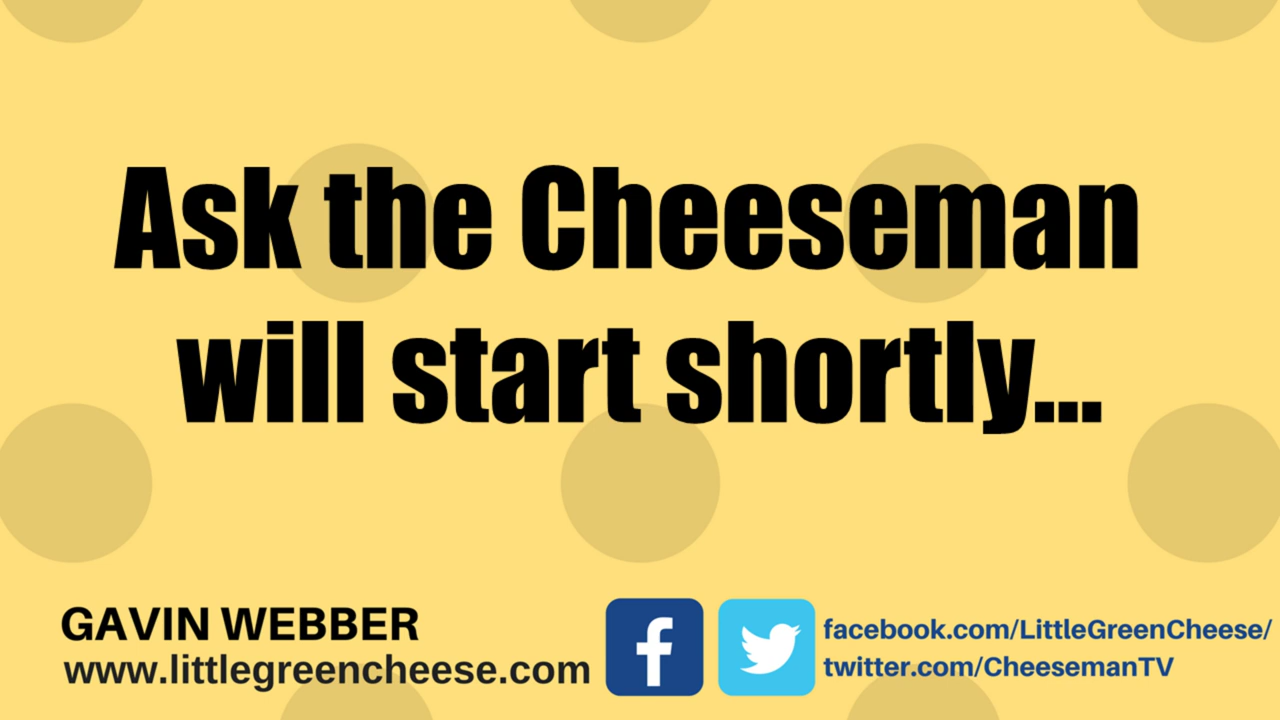 Ask the Cheeseman
will start shortly...
GAVIN WEBBER
www.littlegreencheese.com
facebook.com/LittleGreenCheese/
twitter.com/CheesemanTV